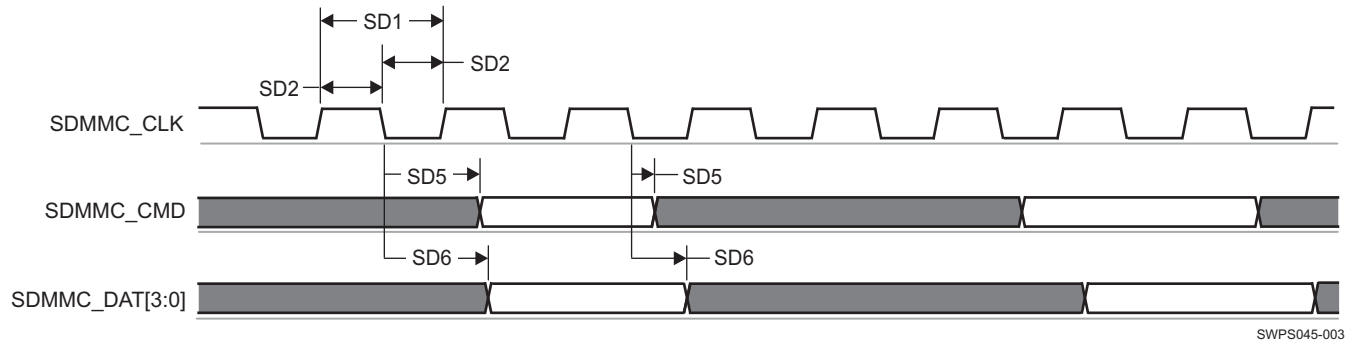 SD1
SD2
SD2
SDMMC_CLK
SD5
SD5
SDMMC_CMD
SD6
SD6
SDMMC_DAT[3:0]
SWPS045-003